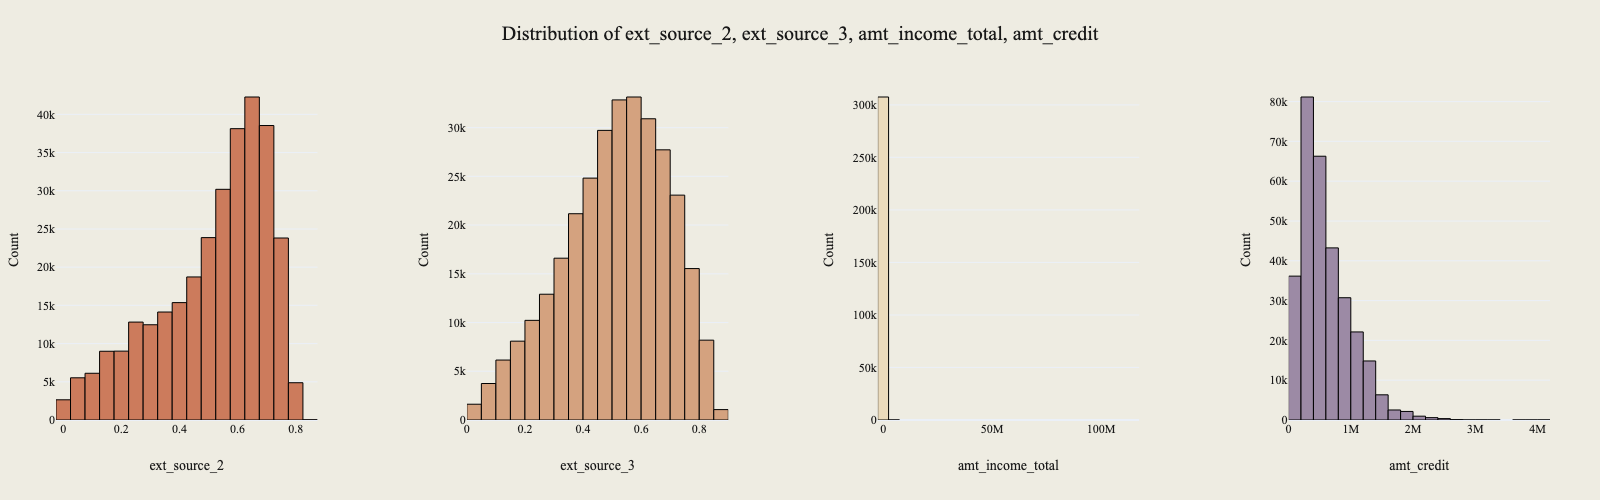 Distribution of ext_source_2, ext_source_3, amt_income_total, amt_credit
Count
40k
35k
30k
25k
20k
15k
10k
5k
0
0 0.2 0.4 0.6 0.8
ext_source_2
Count
30k
25k
20k
15k
10k
5k
0
0 0.2 0.4 0.6 0.8
ext_source_3
Count
300k
250k
200k
150k
100k
50k
0
0 50M 100M
amt_income_total
Count
80k
70k
60k
50k
40k
30k
20k
10k
0
0 1M 2M 3M 4M
amt_credit